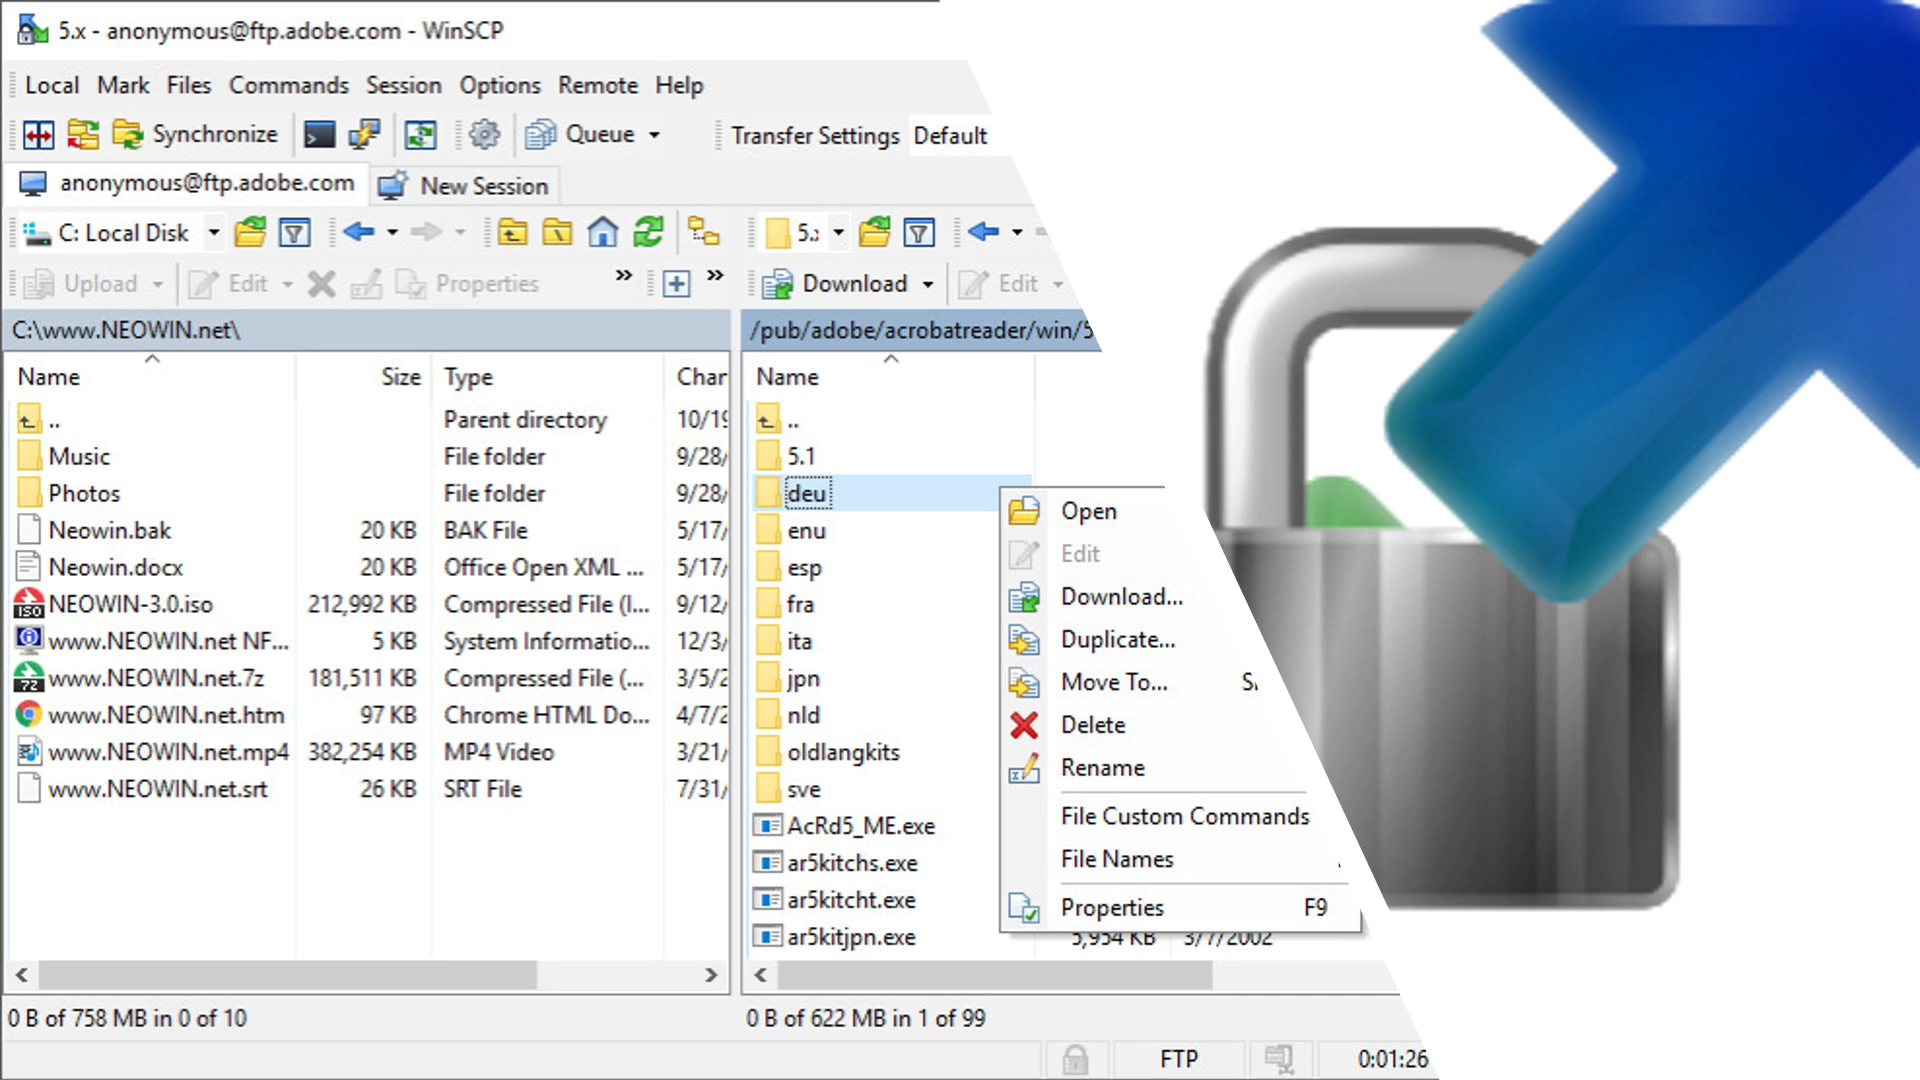 5.x - anonymous@ftp.adobe.com - WinSCP
Local Mark Files Commands Session Options Remote Help
Synchronize Queue Transfer Settings Default
anonymous@ftp.adobe.com New Session
C: Local Disk 5.
Upload Edit Properties » » Download Edit
C:\www.NEOWIN.net\ /pub/adobe/acrobatreader/win/5
Name Size Type Char Name
.. Parent directory 10/19 ..
Music File folder 9/28/ 5.1
Photos File folder 9/28/ deu
Neowin.bak 20 KB BAK File 5/17/ enu
Neowin.docx 20 KB Office Open XML ... 5/17/ esp
NEOWIN-3.0.iso 212,992 KB Compressed File (I... 9/12/ fra
www.NEOWIN.net NF... 5 KB System Informatio... 12/3/ ita
www.NEOWIN.net.7z 181,511 KB Compressed File (... 3/5/2 jpn
www.NEOWIN.net.htm 97 KB Chrome HTML Do... 4/7/2 nld
www.NEOWIN.net.mp4 382,254 KB MP4 Video 3/21/ oldlangkits
www.NEOWIN.net.srt 26 KB SRT File 7/31/ sve
AcRd5_ME.exe
ar5kitchs.exe
ar5kitcht.exe
ar5kitjpn.exe 5,954 KB 3/7/2002
Open
Edit
Download...
Duplicate...
Move To... S
Delete
Rename
File Custom Commands
File Names
Properties F9
0 B of 758 MB in 0 of 10 0 B of 622 MB in 1 of 99
FTP 0:01:26